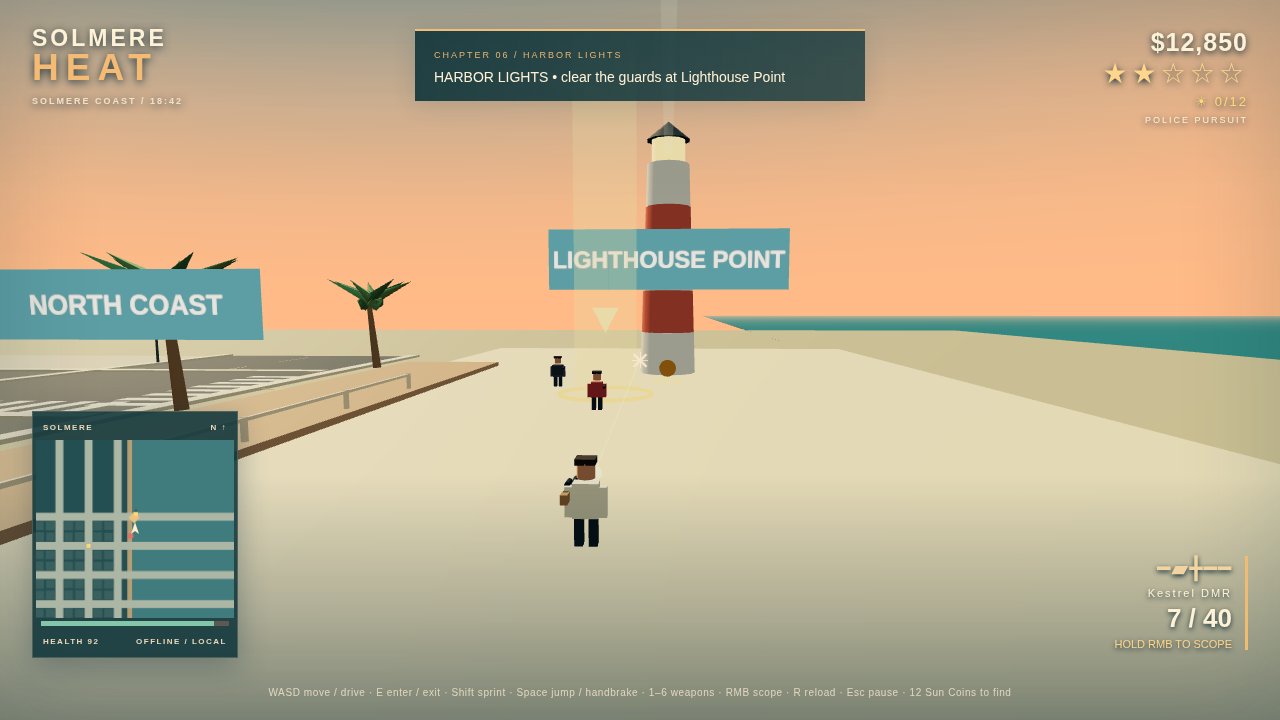 SOLMERE
HEAT
SOLMERE COAST / 18:42
CHAPTER 06 / HARBOR LIGHTS
HARBOR LIGHTS • clear the guards at Lighthouse Point
$12,850
★★☆☆☆
☀ 0/12
POLICE PURSUIT
LIGHTHOUSE POINT
NORTH COAST
SOLMERE
N ↑
HEALTH 92
OFFLINE / LOCAL
Kestrel DMR
7 / 40
HOLD RMB TO SCOPE
WASD move / drive · E enter / exit · Shift sprint · Space jump / handbrake · 1–6 weapons · RMB scope · R reload · Esc pause · 12 Sun Coins to find